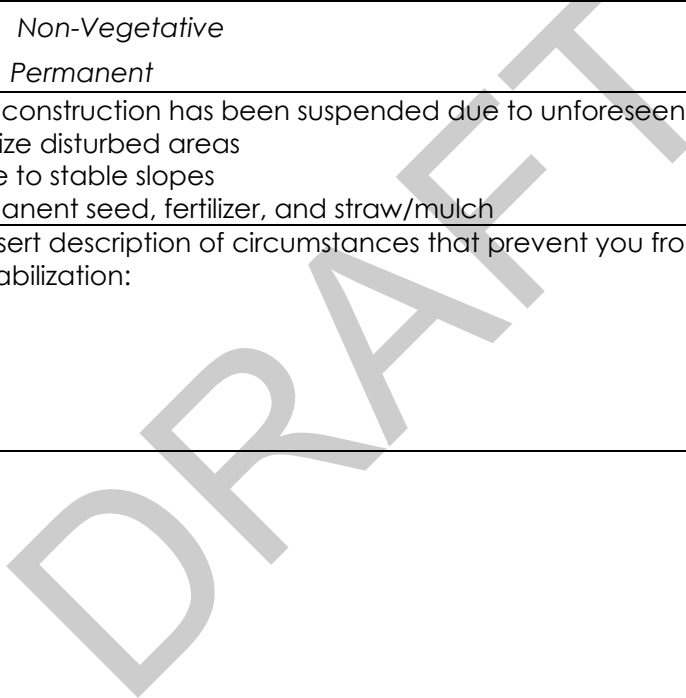 Non-Vegetative
Permanent
construction has been suspended due to unforeseen
ize disturbed areas
e to stable slopes
anent seed, fertilizer, and straw/mulch
sert description of circumstances that prevent you fro
abilization:
DRAFT